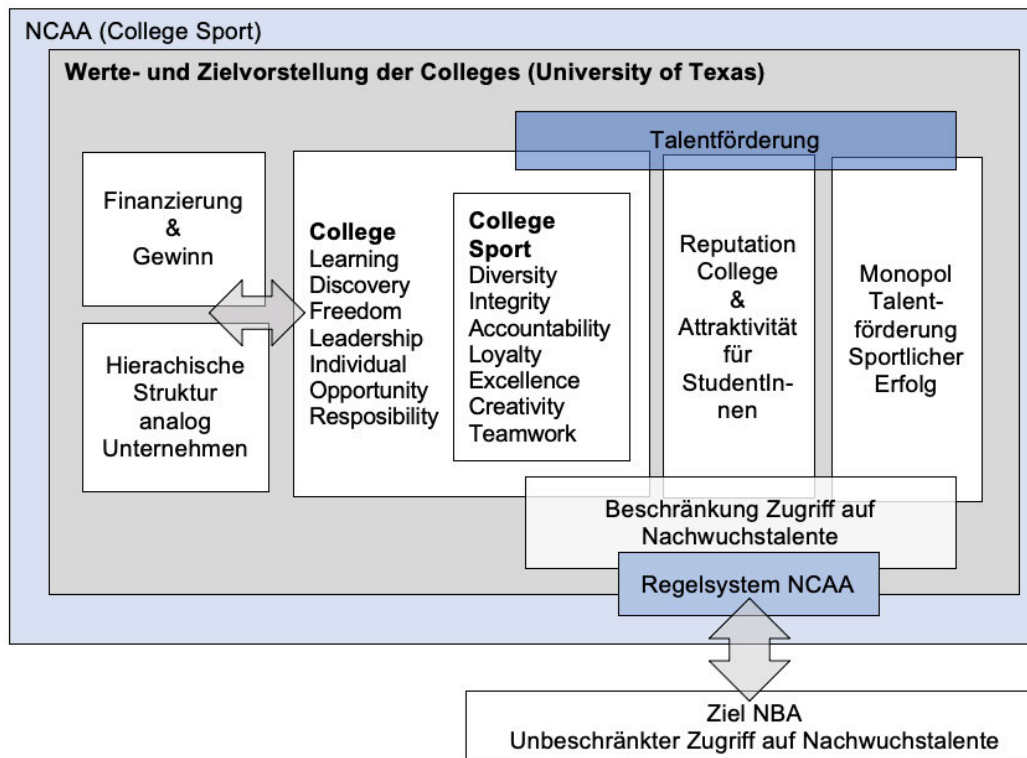 NCAA (College Sport)
Werte- und Zielvorstellung der Colleges (University of Texas)
Talentförderung
Finanzierung
&
Gewinn
Hierachische
Struktur
analog
Unternehmen
College
Learning
Discovery
Freedom
Leadership
Individual
Opportunity
Resposibility
College
Sport
Diversity
Integrity
Accountability
Loyalty
Excellence
Creativity
Teamwork
Reputation
College
&
Attraktivität
für
StudentIn-
nen
Monopol
Talent-
förderung
Sportlicher
Erfolg
Beschränkung Zugriff auf
Nachwuchstalente
Regelsystem NCAA
Ziel NBA
Unbeschränkter Zugriff auf Nachwuchstalente